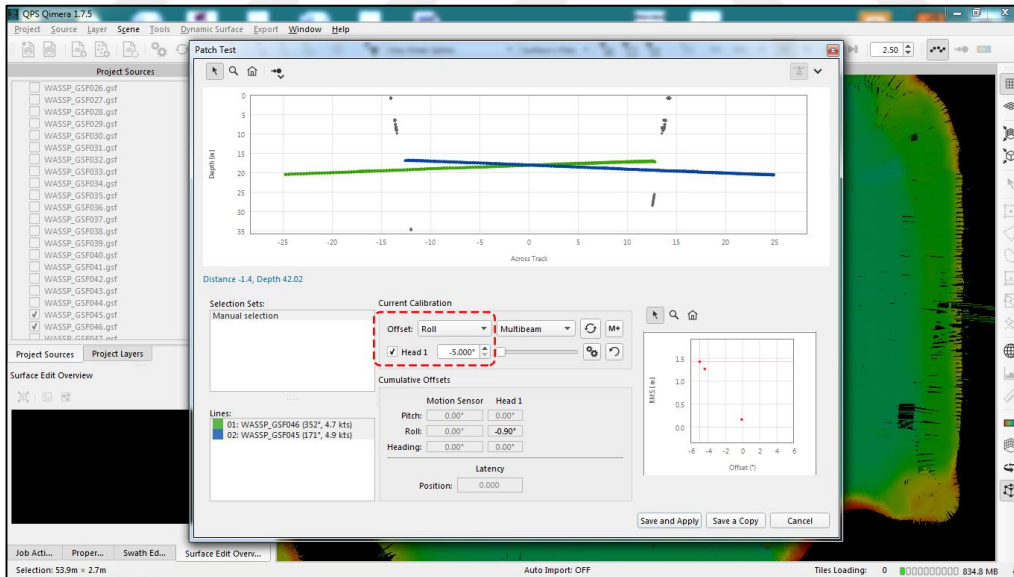 QPS Qimera 1.7.5
Project Source Layer Scene Tools Dynamic Surface Export Window Help
2.50
Project Sources
WASSP_GSF026.gsf
WASSP_GSF027.gsf
WASSP_GSF028.gsf
WASSP_GSF029.gsf
WASSP_GSF030.gsf
WASSP_GSF031.gsf
WASSP_GSF032.gsf
WASSP_GSF033.gsf
WASSP_GSF034.gsf
WASSP_GSF035.gsf
WASSP_GSF036.gsf
WASSP_GSF037.gsf
WASSP_GSF038.gsf
WASSP_GSF039.gsf
WASSP_GSF040.gsf
WASSP_GSF041.gsf
WASSP_GSF042.gsf
WASSP_GSF043.gsf
WASSP_GSF044.gsf
WASSP_GSF045.gsf
WASSP_GSF046.gsf
WASSP_GSF047.gsf
Project Sources Project Layers
Surface Edit Overview
Patch Test
Depth [m]
0
5
10
15
20
25
30
35
-25 -20 -15 -10 -5 0 5 10 15 20 25
Across Track
Distance -1.4, Depth 42.02
Selection Sets:
Manual selection
Lines:
01: WASSP_GSF046 (352°, 4.7 kts)
02: WASSP_GSF045 (171°, 4.9 kts)
Current Calibration
Offset: Roll Multibeam M+
Head 1 -5.000°
Cumulative Offsets
Motion Sensor Head 1
Pitch: 0.00° 0.00°
Roll: 0.00° -0.90°
Heading: 0.00° 0.00°
Latency
Position: 0.000
RMS (m)
1.5
1.0
0.5
0.0
-6 -4 -2 0 2 4 6
Offset (°)
Save and Apply Save a Copy Cancel
Job Acti... Proper... Swath Ed... Surface Edit Overv...
Selection: 53.9m × 2.7m Auto Import: OFF Tiles Loading: 0 834.8 MB